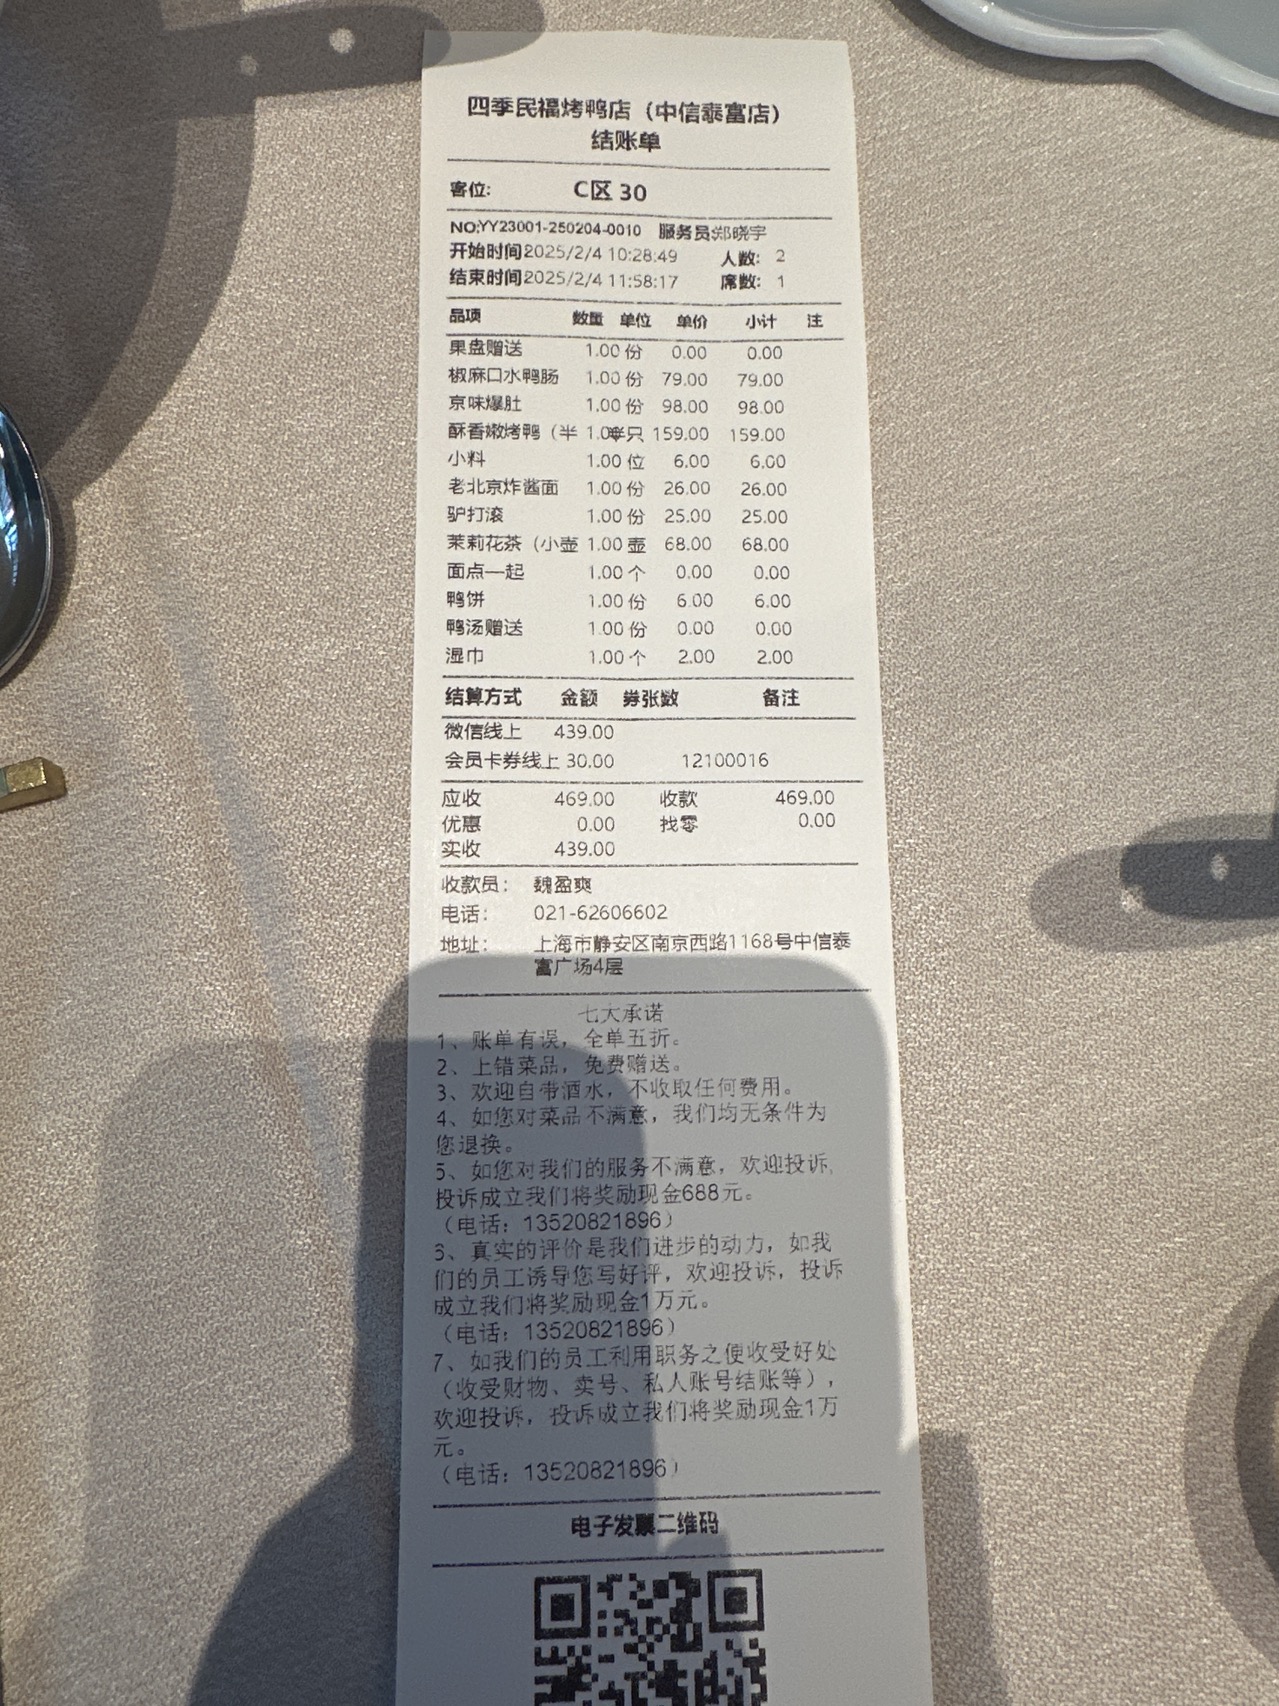 四季民福烤鸭店（中信泰富店）
结账单
客位: C区 30
NO:YY23001-250204-0010 服务员:郑晓宇
开始时间2025/2/4 10:28:49 人数: 2
结束时间2025/2/4 11:58:17 席数: 1
品项 数量 单位 单价 小计 注
果盘赠送 1.00 份 0.00 0.00
椒麻口水鸭肠 1.00 份 79.00 79.00
京味爆肚 1.00 份 98.00 98.00
酥香嫩烤鸭（半 1.00半只 159.00 159.00
小料 1.00 位 6.00 6.00
老北京炸酱面 1.00 份 26.00 26.00
驴打滚 1.00 份 25.00 25.00
茉莉花茶（小壶 1.00 壶 68.00 68.00
面点一起 1.00 个 0.00 0.00
鸭饼 1.00 份 6.00 6.00
鸭汤赠送 1.00 份 0.00 0.00
湿巾 1.00 个 2.00 2.00
结算方式 金额 券张数 备注
微信线上 439.00
会员卡券线上 30.00 12100016
应收 469.00 收款 469.00
优惠 0.00 找零 0.00
实收 439.00
收款员: 魏盈爽
电话: 021-62606602
地址: 上海市静安区南京西路1168号中信泰
富广场4层
七大承诺
1、账单有误，全单五折。
2、上错菜品，免费赠送。
3、欢迎自带酒水，不收取任何费用。
4、如您对菜品不满意，我们均无条件为
您退换。
5、如您对我们的服务不满意，欢迎投诉，
投诉成立我们将奖励现金688元。
（电话：13520821896）
6、真实的评价是我们进步的动力，如我
们的员工诱导您写好评，欢迎投诉，投诉
成立我们将奖励现金1万元。
（电话：13520821896）
7、如我们的员工利用职务之便收受好处
（收受财物、卖号、私人账号结账等），
欢迎投诉，投诉成立我们将奖励现金1万
元。
（电话：13520821896）
电子发票二维码